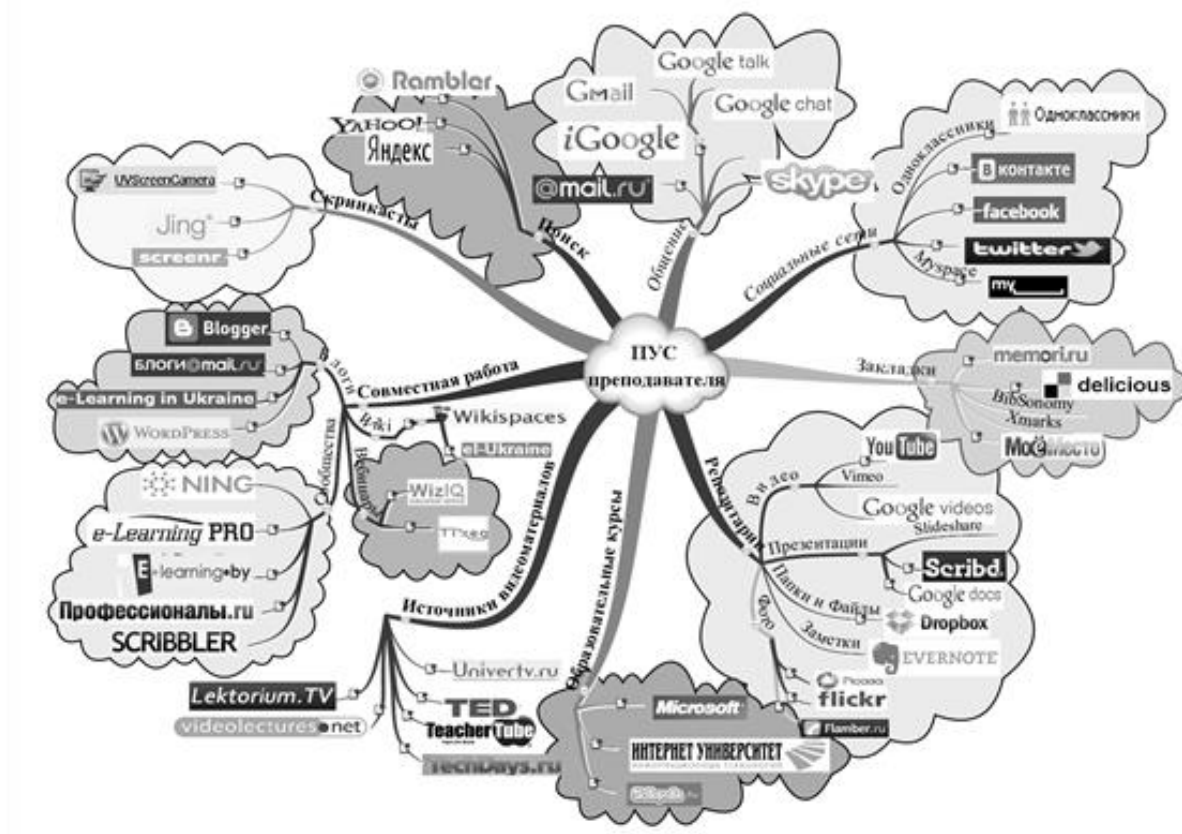 ПУС
преподавателя
Поиск
Rambler
YAHOO!
Яндекс
Общение
Gmail
Google talk
Google chat
iGoogle
@mail.ru
skype
Социальные сети
Одноклассники
Одноклассники
В контакте
facebook
twitter
Myspace
my
Закладки
memori.ru
delicious
BibSonomy
Xmarks
МоёМесто
Репозитарии
Видео
YouTube
Vimeo
Google videos
Презентации
Slideshare
Scribd.
Google docs
Папки и Файлы
Dropbox
Заметки
EVERNOTE
Фото
Picasa
flickr
Flamber.ru
Образовательные курсы
Microsoft
ИНТЕРНЕТ УНИВЕРСИТЕТ
Источники видеоматериалов
Univertv.ru
TED
TeacherTube
TechDays.ru
Lektorium.TV
videolectures.net
Совместная работа
Блоги
Blogger
БЛОГИ@mail.ru
e-Learning in Ukraine
WORDPRESS
Вики
Wikispaces
el-Ukraine
Вебинары
WizIQ
Сообщества
NING
e-Learning PRO
E-learning.by
Профессионалы.ru
SCRIBBLER
Скринкасты
UVScreenCamera
Jing
screenr